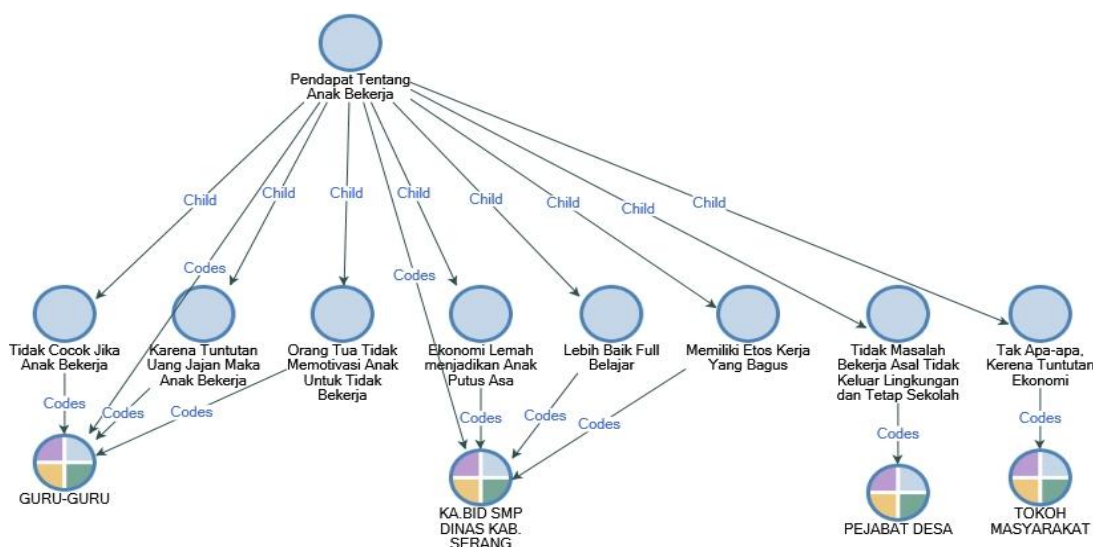 Pendapat Tentang
Anak Bekerja
Child
Child
Child
Child
Child
Child
Child
Child
Codes
Codes
Tidak Cocok Jika
Anak Bekerja
Karena Tuntutan
Uang Jajan Maka
Anak Bekerja
Orang Tua Tidak
Memotivasi Anak
Untuk Tidak
Bekerja
Ekonomi Lemah
menjadikan Anak
Putus Asa
Lebih Baik Full
Belajar
Memiliki Etos Kerja
Yang Bagus
Tidak Masalah
Bekerja Asal Tidak
Keluar Lingkungan
dan Tetap Sekolah
Tak Apa-apa,
Kerena Tuntutan
Ekonomi
Codes
Codes
Codes
Codes
Codes
Codes
Codes
Codes
GURU-GURU
KA.BID SMP
DINAS KAB.
SERANG
PEJABAT DESA
TOKOH
MASYARAKAT